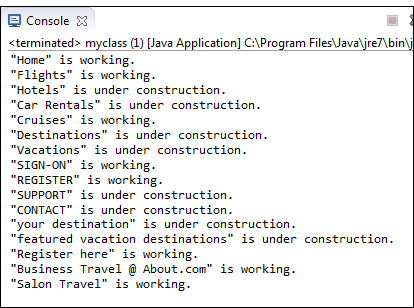 Console
<terminated> myclass (1) [Java Application] C:\Program Files\Java\jre7\bin\j
"Home" is working.
"Flights" is working.
"Hotels" is under construction.
"Car Rentals" is under construction.
"Cruises" is working.
"Destinations" is under construction.
"Vacations" is under construction.
"SIGN-ON" is working.
"REGISTER" is working.
"SUPPORT" is under construction.
"CONTACT" is under construction.
"your destination" is under construction.
"featured vacation destinations" is under construction.
"Register here" is working.
"Business Travel @ About.com" is working.
"Salon Travel" is working.